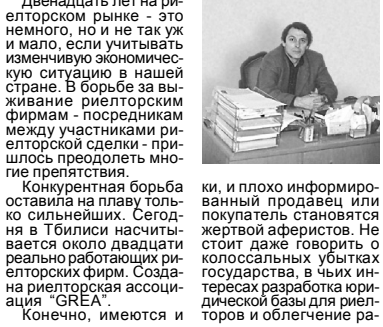 Двенадцать лет на ри-
елторском рынке - это
немного, но и не так уж
и мало, если учитывать
изменчивую экономичес-
кую ситуацию в нашей
стране. В борьбе за вы-
живание риелторским
фирмам - посредникам
между участниками ри-
елторской сделки - при-
шлось преодолеть мно-
гие препятствия.
Конкурентная борьба
оставила на плаву толь-
ко сильнейших. Сегод-
ня в Тбилиси насчиты-
вается около двадцати
реально работающих ри-
елторских фирм. Созда-
на риелторская ассоци-
ация “GREA”.
Конечно, имеются и
ки, и плохо информиро-
ванный продавец или
покупатель становятся
жертвой аферистов. Не
стоит даже говорить о
колоссальных убытках
государства, в чьих ин-
тересах разработка юри-
дической базы для риел-
торов и облегчение ра-